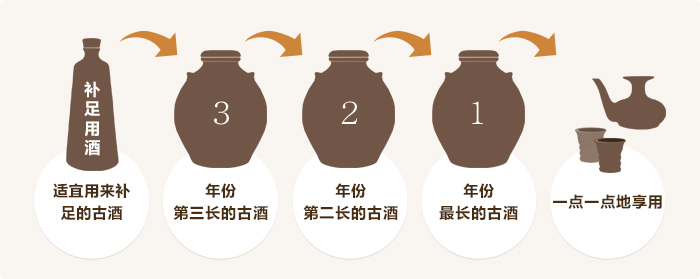 补足用酒
3
2
1
适宜用来补
足的古酒
年份
第三长的古酒
年份
第二长的古酒
年份
最长的古酒
一点一点地享用